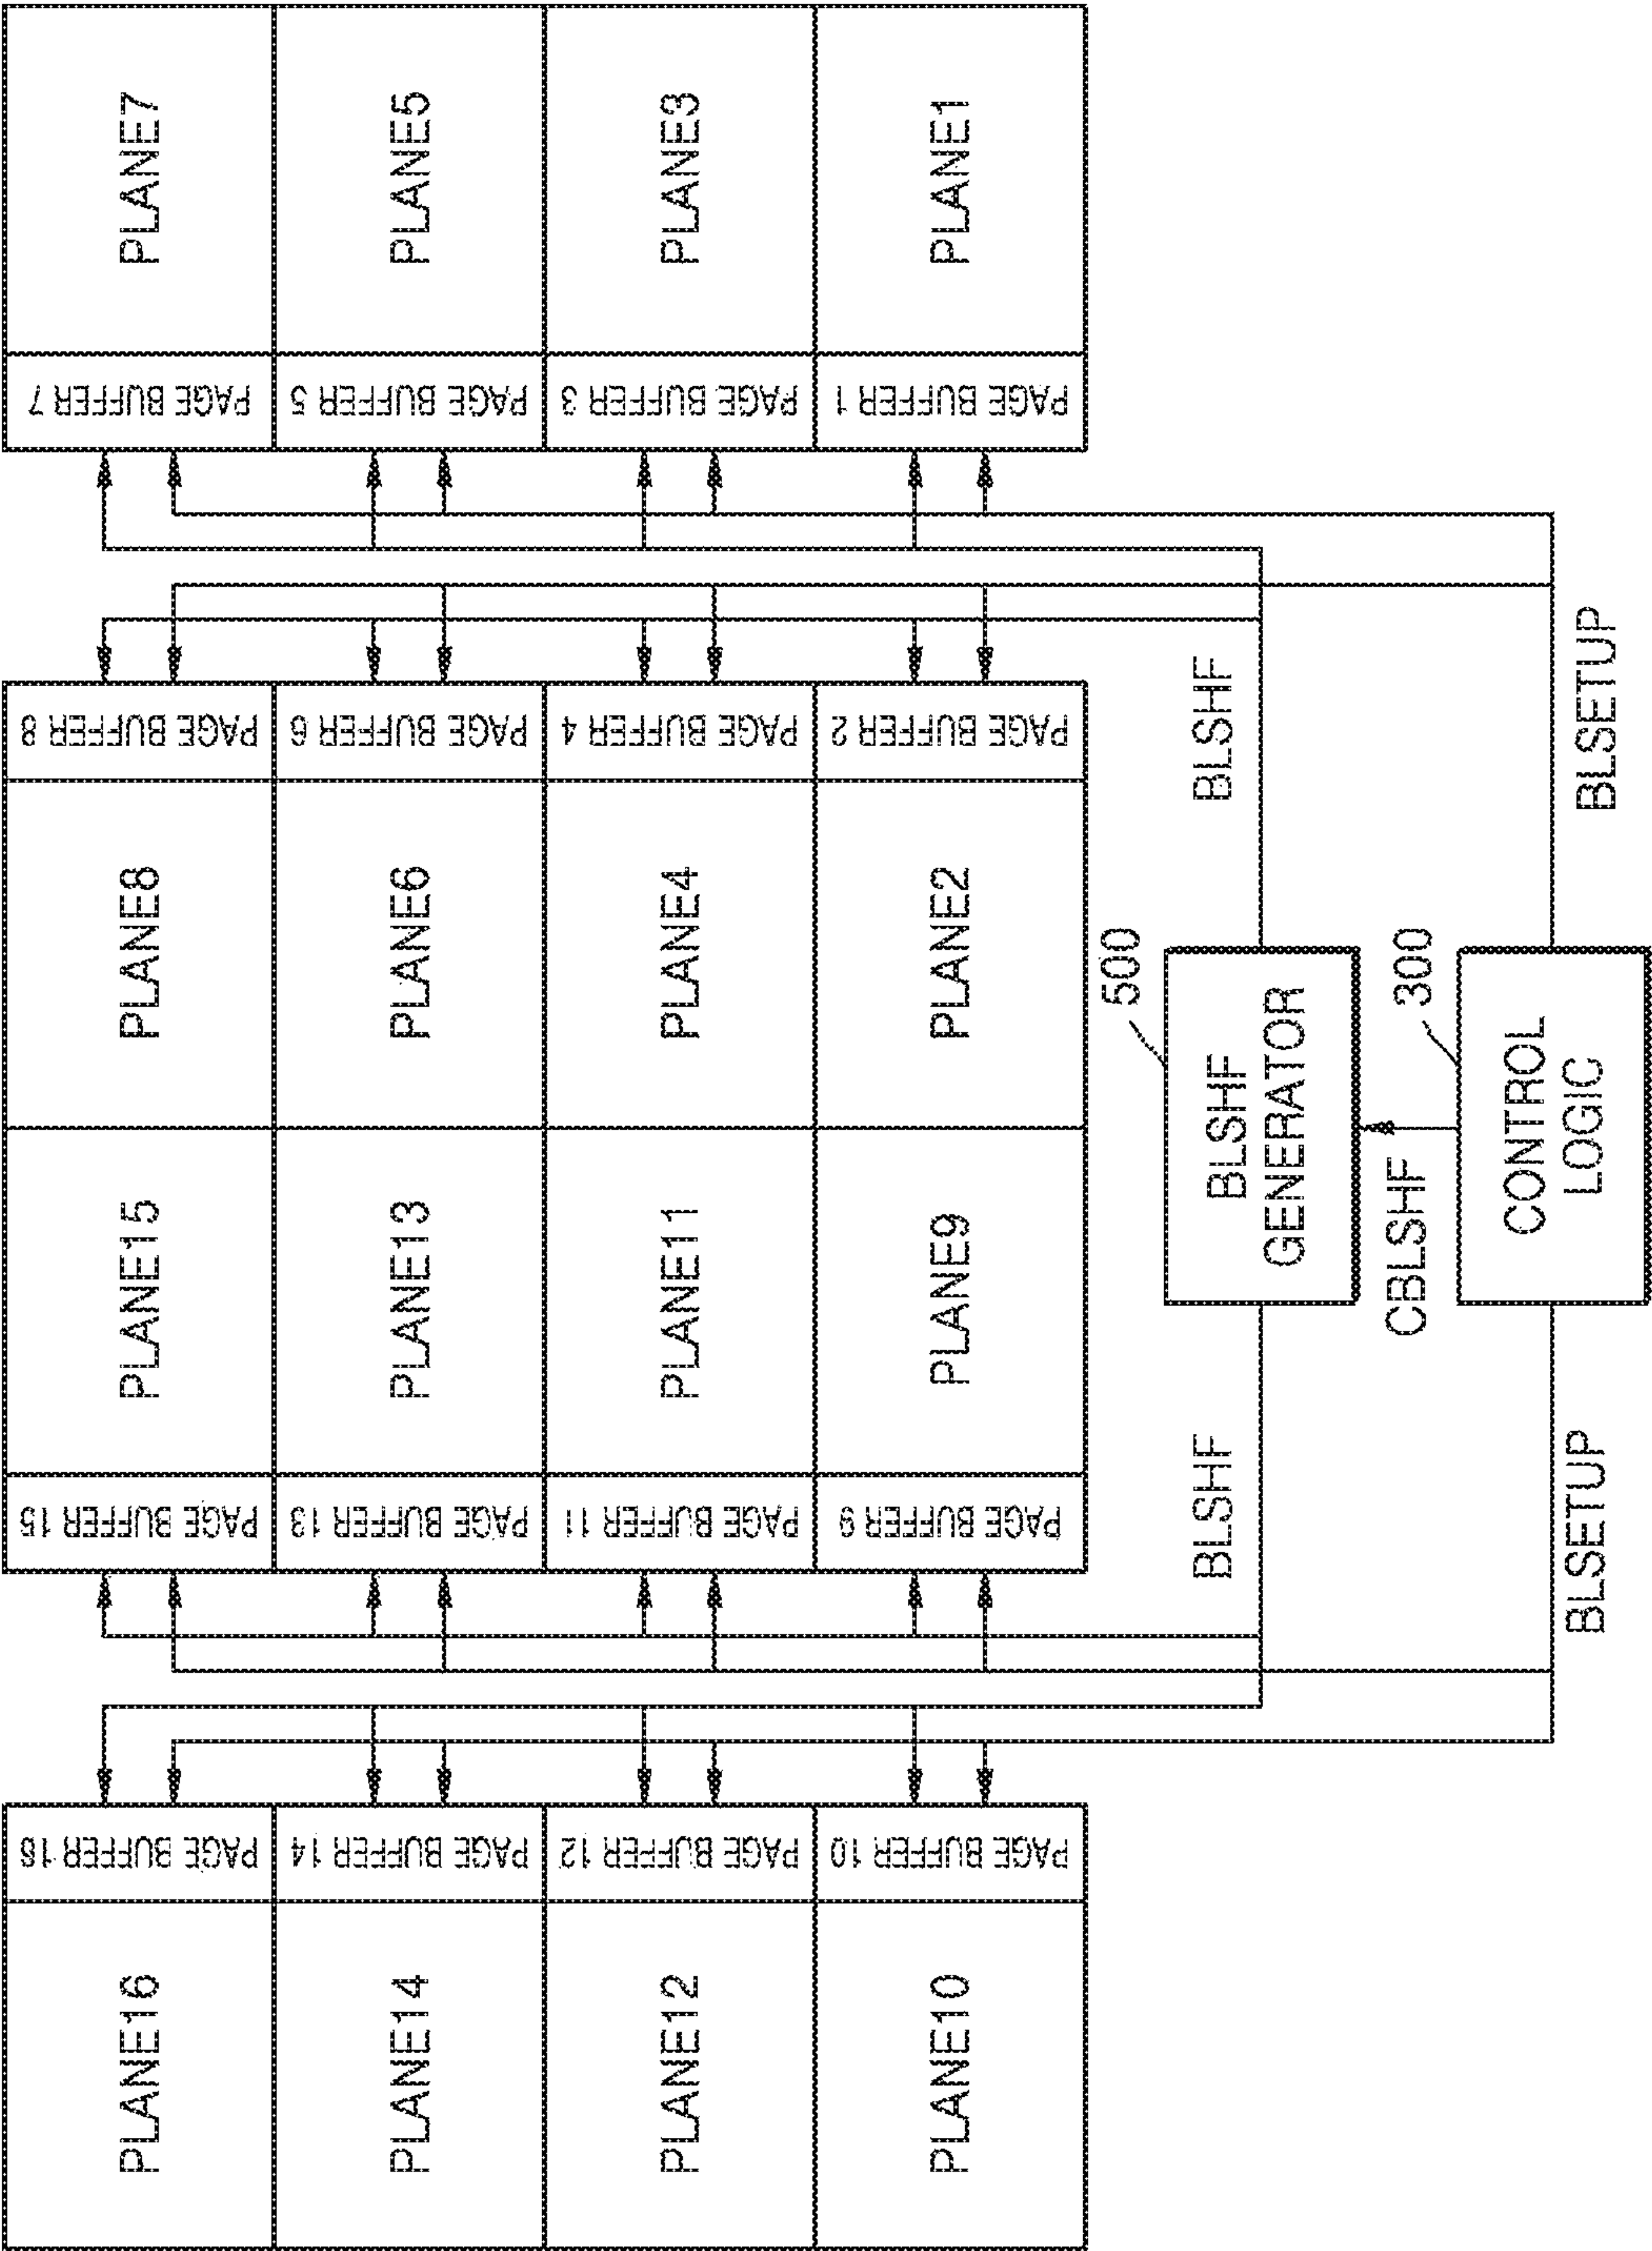 PLANE16
PAGE BUFFER 16
PAGE BUFFER 15
PLANE15
PLANE8
PAGE BUFFER 8
PAGE BUFFER 7
PLANE7
PLANE14
PAGE BUFFER 14
PAGE BUFFER 13
PLANE13
PLANE6
PAGE BUFFER 6
PAGE BUFFER 5
PLANE5
PLANE12
PAGE BUFFER 12
PAGE BUFFER 11
PLANE11
PLANE4
PAGE BUFFER 4
PAGE BUFFER 3
PLANE3
PLANE10
PAGE BUFFER 10
PAGE BUFFER 9
PLANE9
PLANE2
PAGE BUFFER 2
PAGE BUFFER 1
PLANE1
500
BLSHF
BLSHF
GENERATOR
BLSHF
CBLSHF
300
BLSETUP
CONTROL
LOGIC
BLSETUP